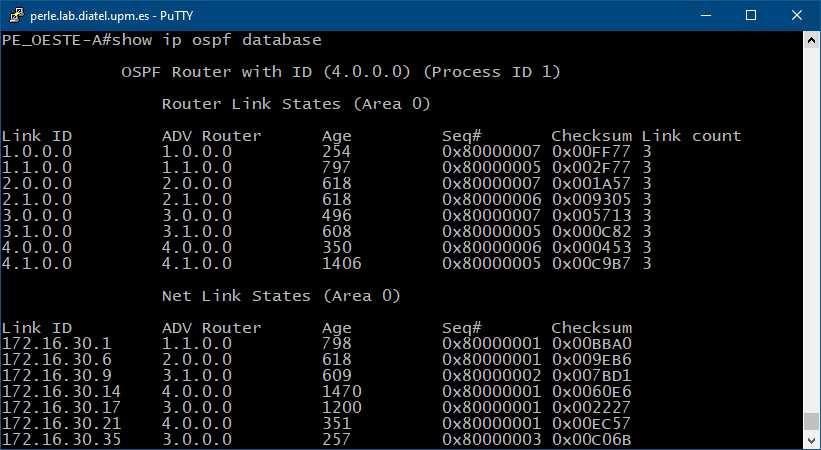 perle.lab.diatel.upm.es - PuTTY
PE_OESTE-A#show ip ospf database
OSPF Router with ID (4.0.0.0) (Process ID 1)
Router Link States (Area 0)
Link ID ADV Router Age Seq# Checksum Link count
1.0.0.0 1.0.0.0 254 0x80000007 0x00FF77 3
1.1.0.0 1.1.0.0 797 0x80000005 0x002F77 3
2.0.0.0 2.0.0.0 618 0x80000007 0x001A57 3
2.1.0.0 2.1.0.0 618 0x80000006 0x009305 3
3.0.0.0 3.0.0.0 496 0x80000007 0x005713 3
3.1.0.0 3.1.0.0 608 0x80000005 0x000C82 3
4.0.0.0 4.0.0.0 350 0x80000006 0x000453 3
4.1.0.0 4.1.0.0 1406 0x80000005 0x00C9B7 3
Net Link States (Area 0)
Link ID ADV Router Age Seq# Checksum
172.16.30.1 1.1.0.0 798 0x80000001 0x00BBA0
172.16.30.6 2.0.0.0 618 0x80000001 0x009EB6
172.16.30.9 3.1.0.0 609 0x80000002 0x007BD1
172.16.30.14 4.0.0.0 1470 0x80000001 0x0060E6
172.16.30.17 3.0.0.0 1200 0x80000001 0x002227
172.16.30.21 4.0.0.0 351 0x80000001 0x00EC57
172.16.30.35 3.0.0.0 257 0x80000003 0x00C06B